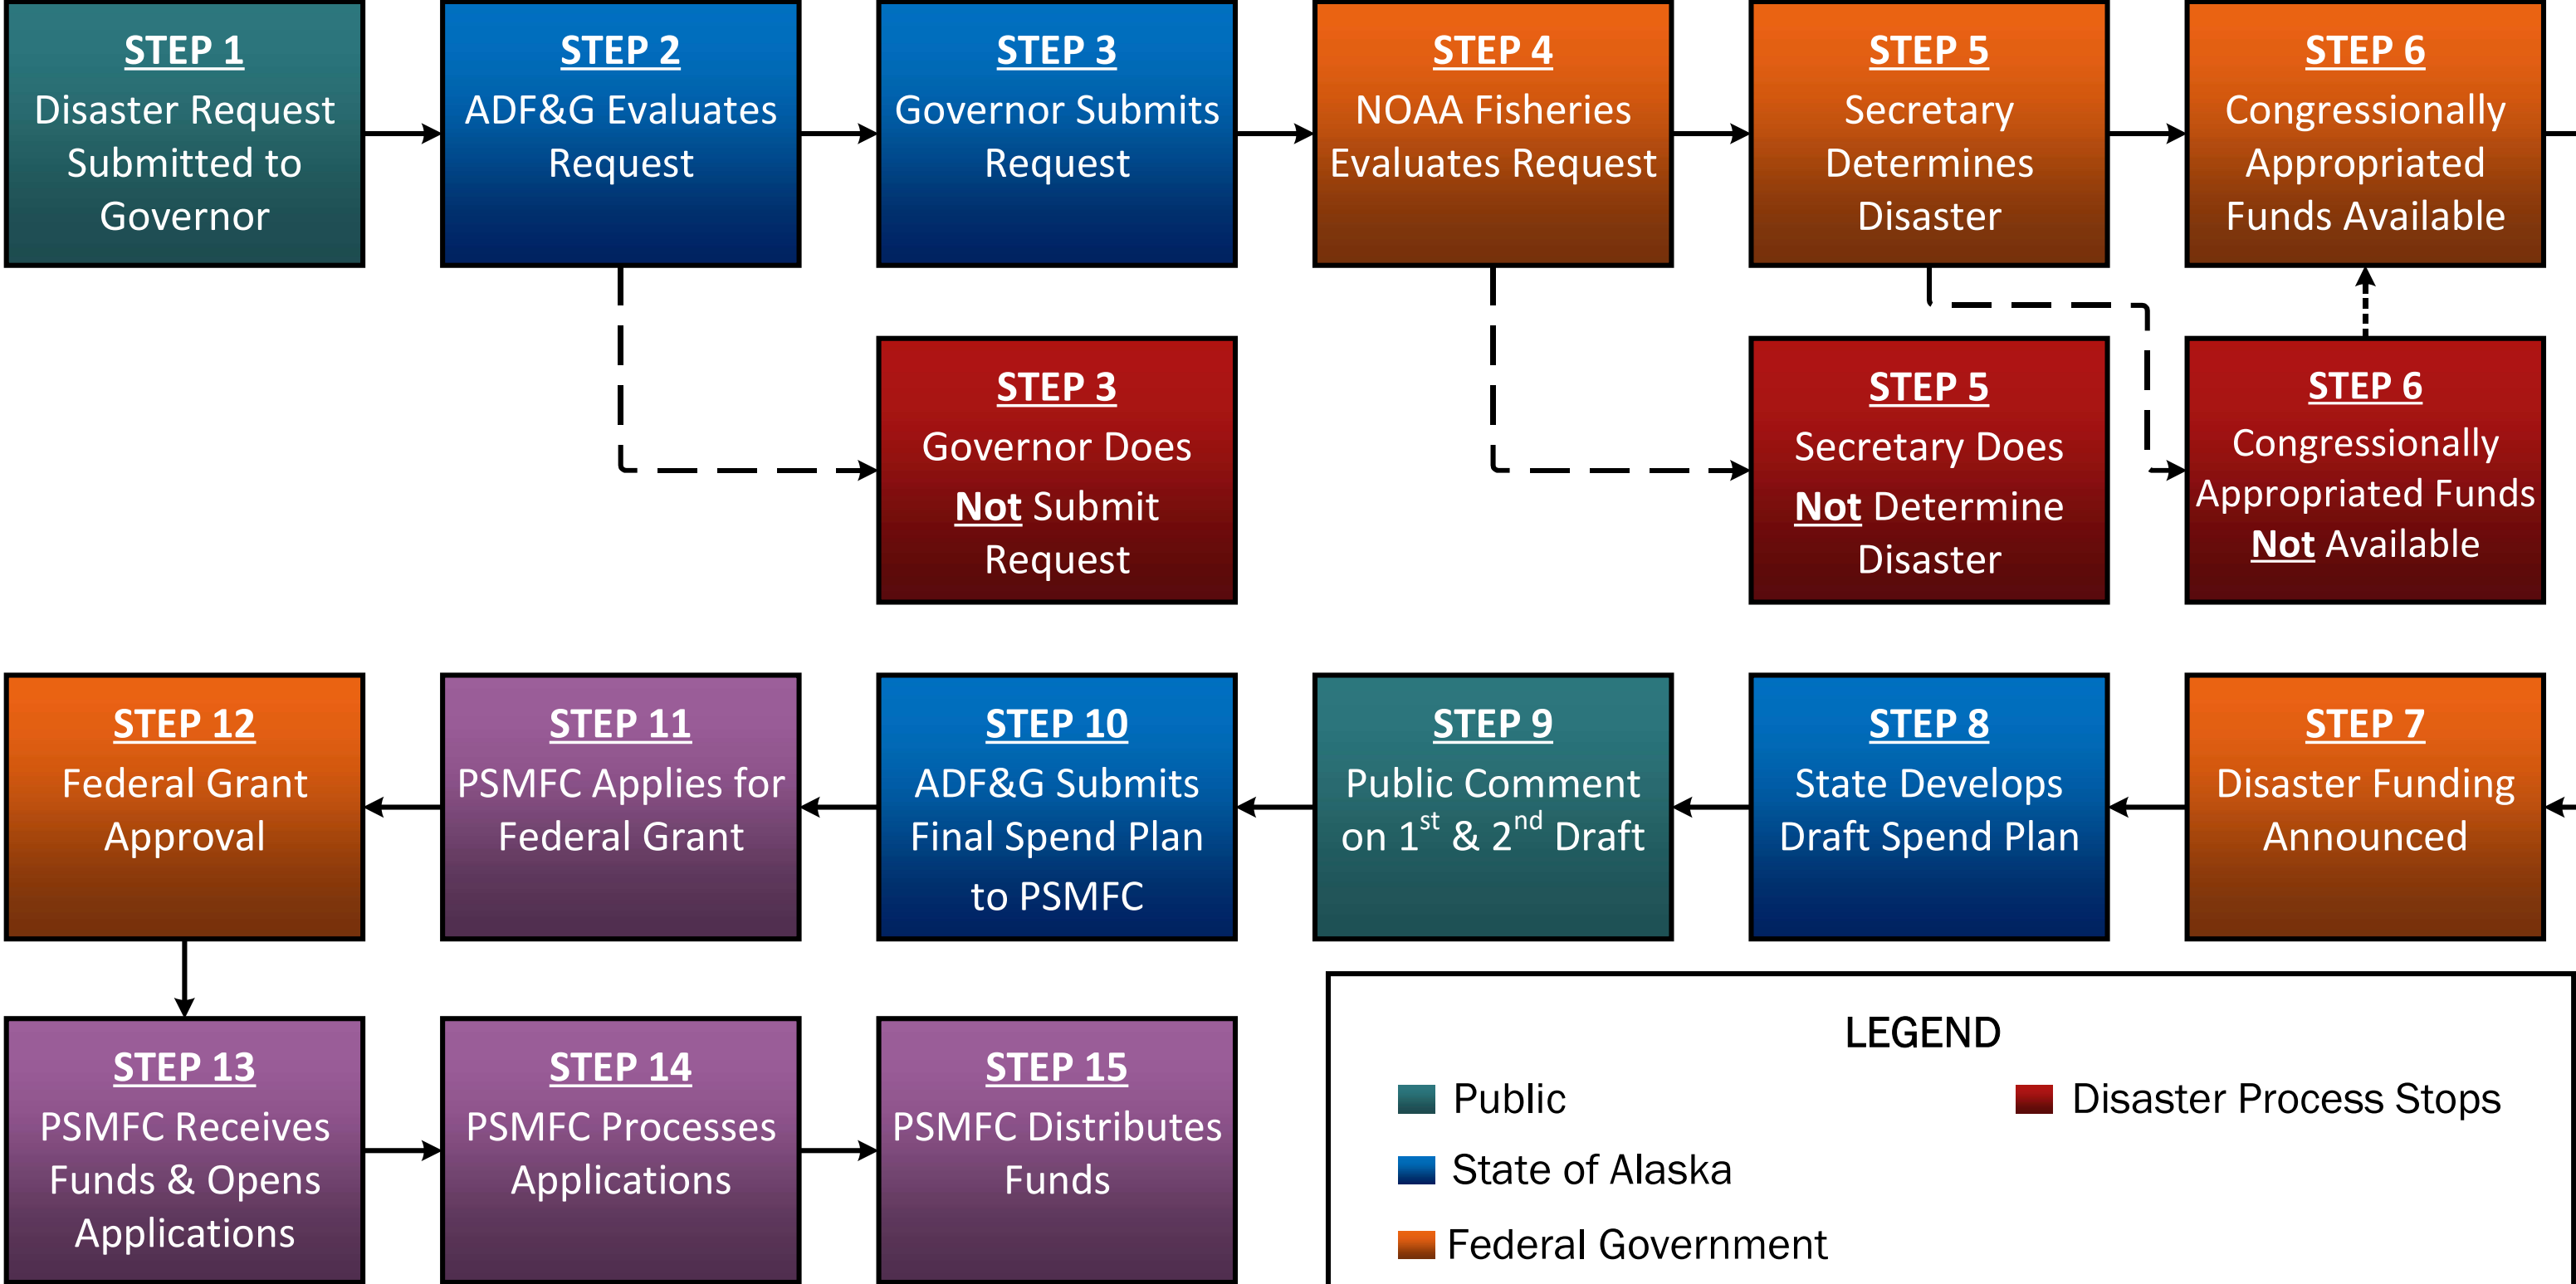 STEP 1
Disaster Request
Submitted to
Governor
STEP 2
ADF&G Evaluates
Request
STEP 3
Governor Submits
Request
STEP 4
NOAA Fisheries
Evaluates Request
STEP 5
Secretary
Determines
Disaster
STEP 6
Congressionally
Appropriated
Funds Available
STEP 3
Governor Does
Not Submit
Request
STEP 5
Secretary Does
Not Determine
Disaster
STEP 6
Congressionally
Appropriated Funds
Not Available
STEP 12
Federal Grant
Approval
STEP 11
PSMFC Applies for
Federal Grant
STEP 10
ADF&G Submits
Final Spend Plan
to PSMFC
STEP 9
Public Comment
on 1st & 2nd Draft
STEP 8
State Develops
Draft Spend Plan
STEP 7
Disaster Funding
Announced
STEP 13
PSMFC Receives
Funds & Opens
Applications
STEP 14
PSMFC Processes
Applications
STEP 15
PSMFC Distributes
Funds
LEGEND
Public
Disaster Process Stops
State of Alaska
Federal Government